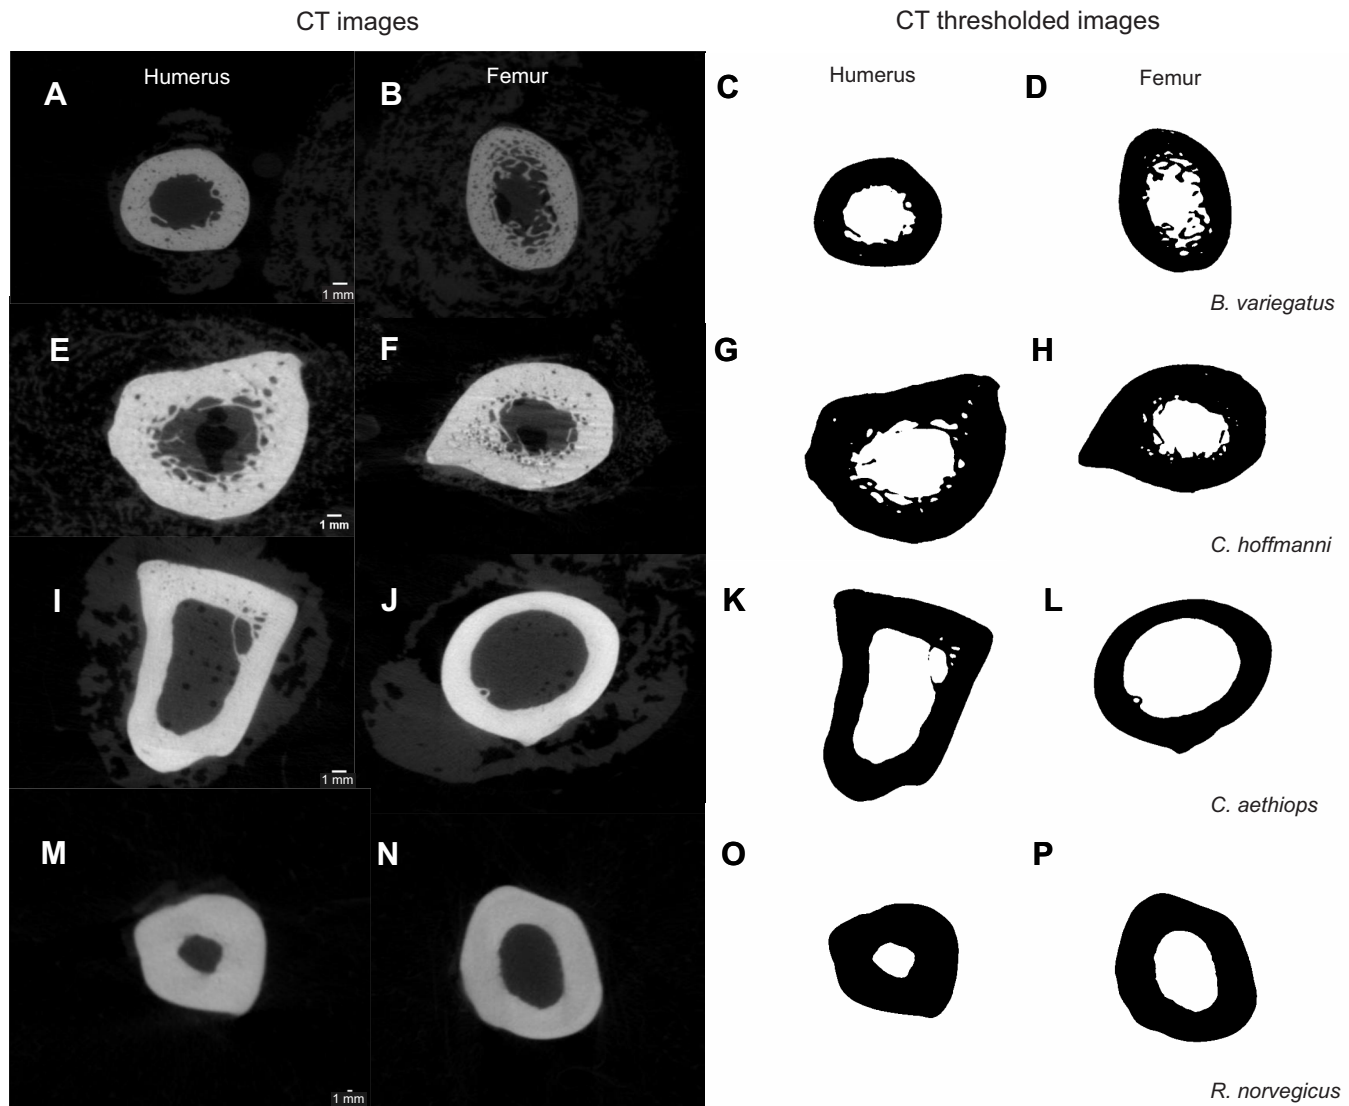 CT images
CT thresholded images
Humerus
Femur
Humerus
Femur
A
B
C
D
1 mm
B. variegatus
E
F
G
H
1 mm
C. hoffmanni
I
J
K
L
1 mm
C. aethiops
M
N
O
P
1 mm
R. norvegicus